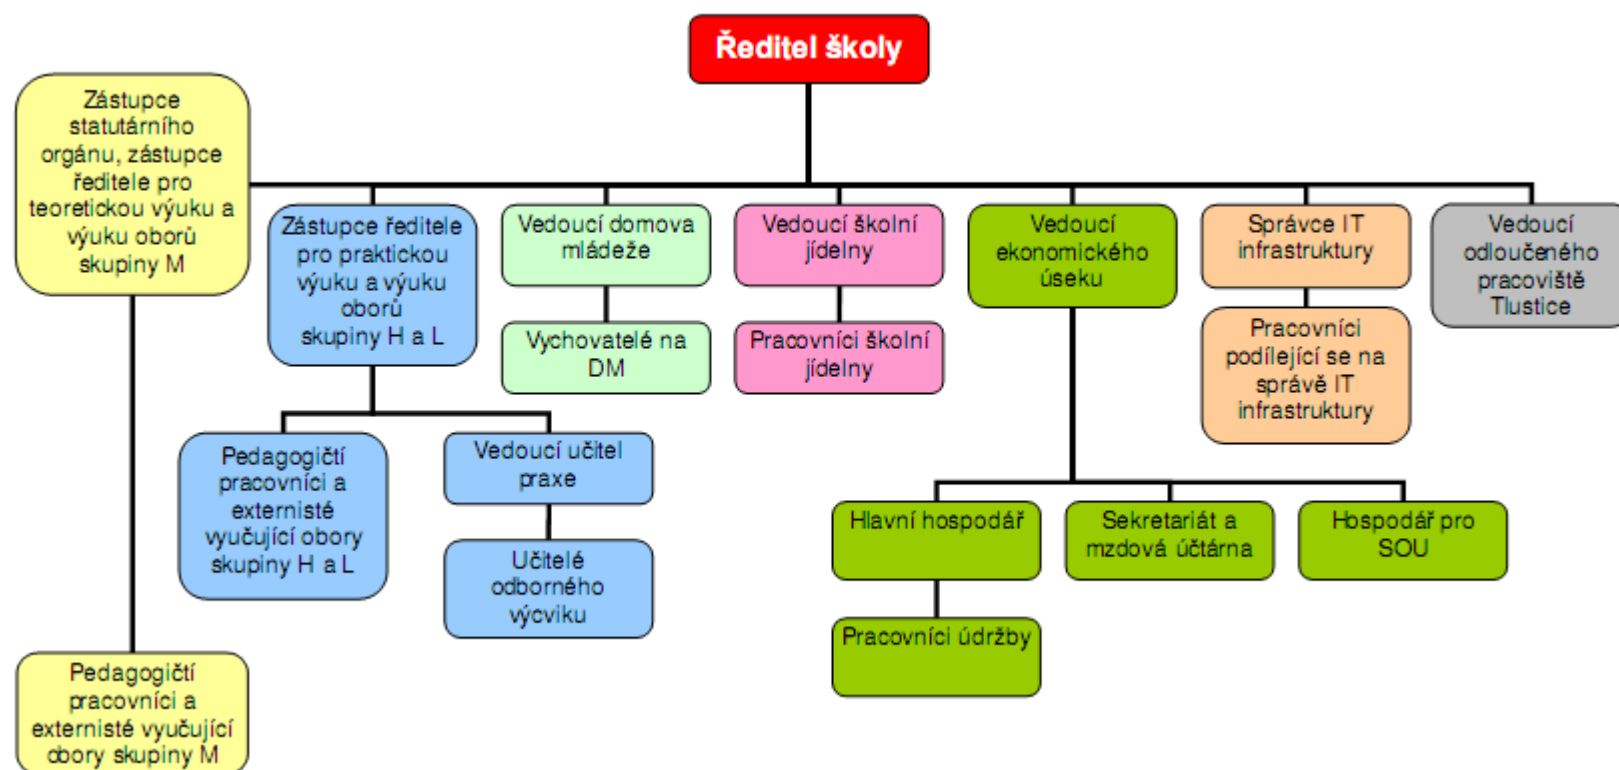 Ředitel školy
Zástupce
statutárního
orgánu, zástupce
ředitele pro
teoretickou výuku a
výuku oborů
skupiny M
Zástupce ředitele
pro praktickou
výuku a výuku
oborů
skupiny H a L
Vedoucí domova
mládeže
Vedoucí školní
jídelny
Vedoucí
ekonomického
úseku
Správce IT
infrastruktury
Vedoucí
odloučeného
pracoviště
Tlustice
Vychovatelé na
DM
Pracovníci školní
jídelny
Pracovníci
podílející se na
správě IT
infrastruktury
Pedagogičtí
pracovníci a
externisté
vyučující obory
skupiny H a L
Vedoucí učitel
praxe
Učitelé
odborného
výcviku
Hlavní hospodář
Sekretariát a
mzdová účtárna
Hospodář pro
SOU
Pracovníci údržby
Pedagogičtí
pracovníci a
externisté vyučující
obory skupiny M